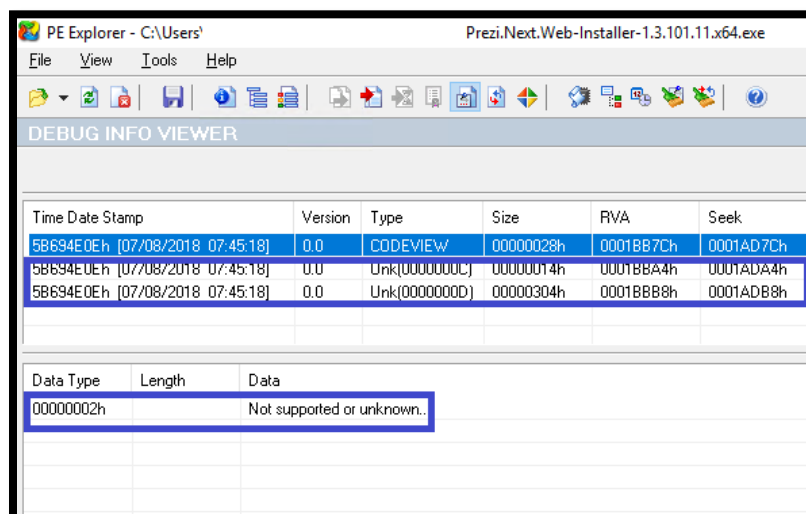 PE Explorer - C:\Users' Prezi.Next.Web-Installer-1.3.101.11.x64.exe
File View Tools Help
DEBUG INFO VIEWER
Time Date Stamp Version Type Size RVA Seek
5B694E0Eh [07/08/2018 07:45:18] 0.0 CODEVIEW 00000028h 0001BB7Ch 0001AD7Ch
5B694E0Eh [07/08/2018 07:45:18] 0.0 Unk(0000000C) 00000014h 0001BBA4h 0001ADA4h
5B694E0Eh [07/08/2018 07:45:18] 0.0 Unk(0000000D) 00000304h 0001BBB8h 0001ADB8h
Data Type Length Data
00000002h Not supported or unknown..